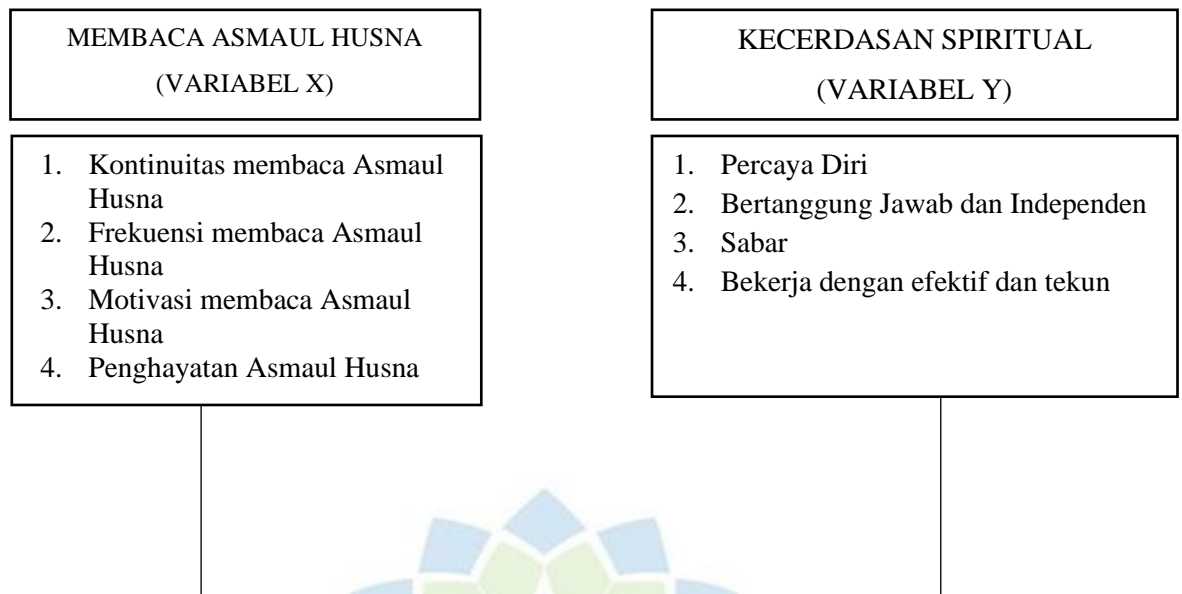 MEMBACA ASMAUL HUSNA
(VARIABEL X)
1. Kontinuitas membaca Asmaul
Husna
2. Frekuensi membaca Asmaul
Husna
3. Motivasi membaca Asmaul
Husna
4. Penghayatan Asmaul Husna
KECERDASAN SPIRITUAL
(VARIABEL Y)
1. Percaya Diri
2. Bertanggung Jawab dan Independen
3. Sabar
4. Bekerja dengan efektif dan tekun